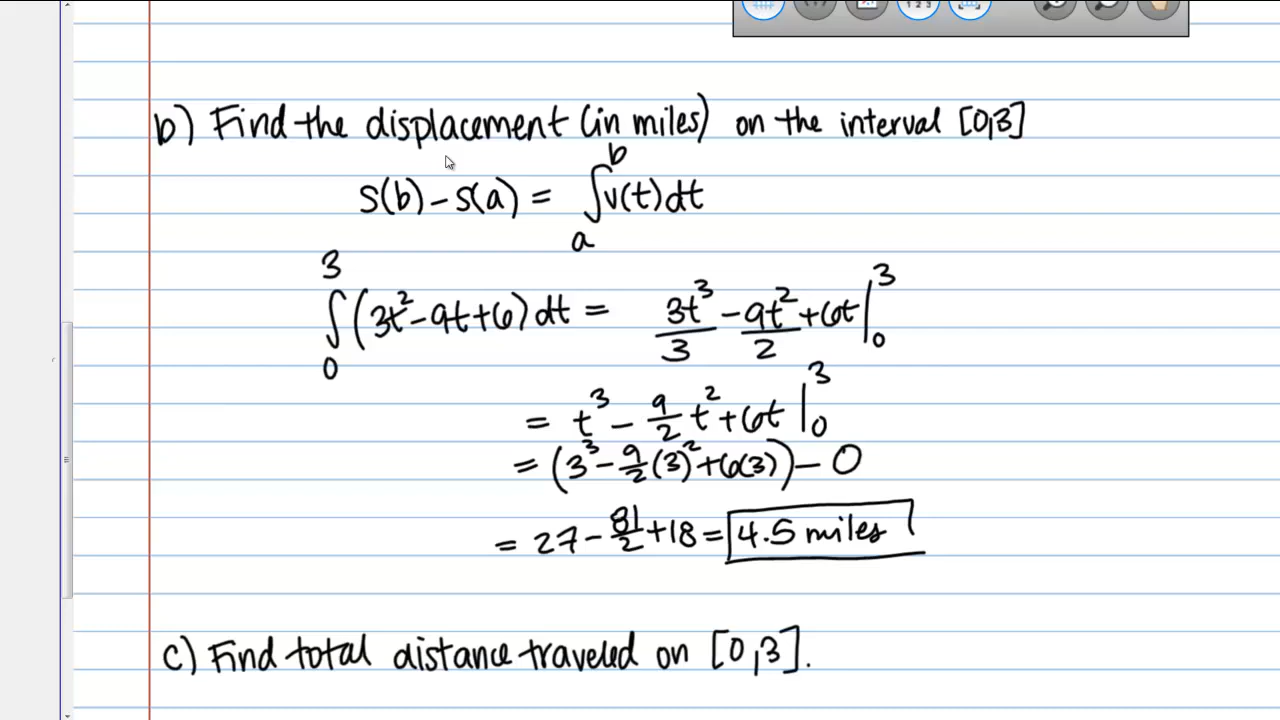 b) Find the displacement (in miles) on the interval [0,3]
s(b) - s(a) = ∫_a^b v(t) dt
∫_0^3 (3t² - 9t + 6) dt = 3t³/3 - 9t²/2 + 6t |_0^3
= t³ - 9/2 t² + 6t |_0^3
= (3³ - 9/2 (3)² + 6(3)) - 0
= 27 - 81/2 + 18 = 4.5 miles
c) Find total distance traveled on [0,3].